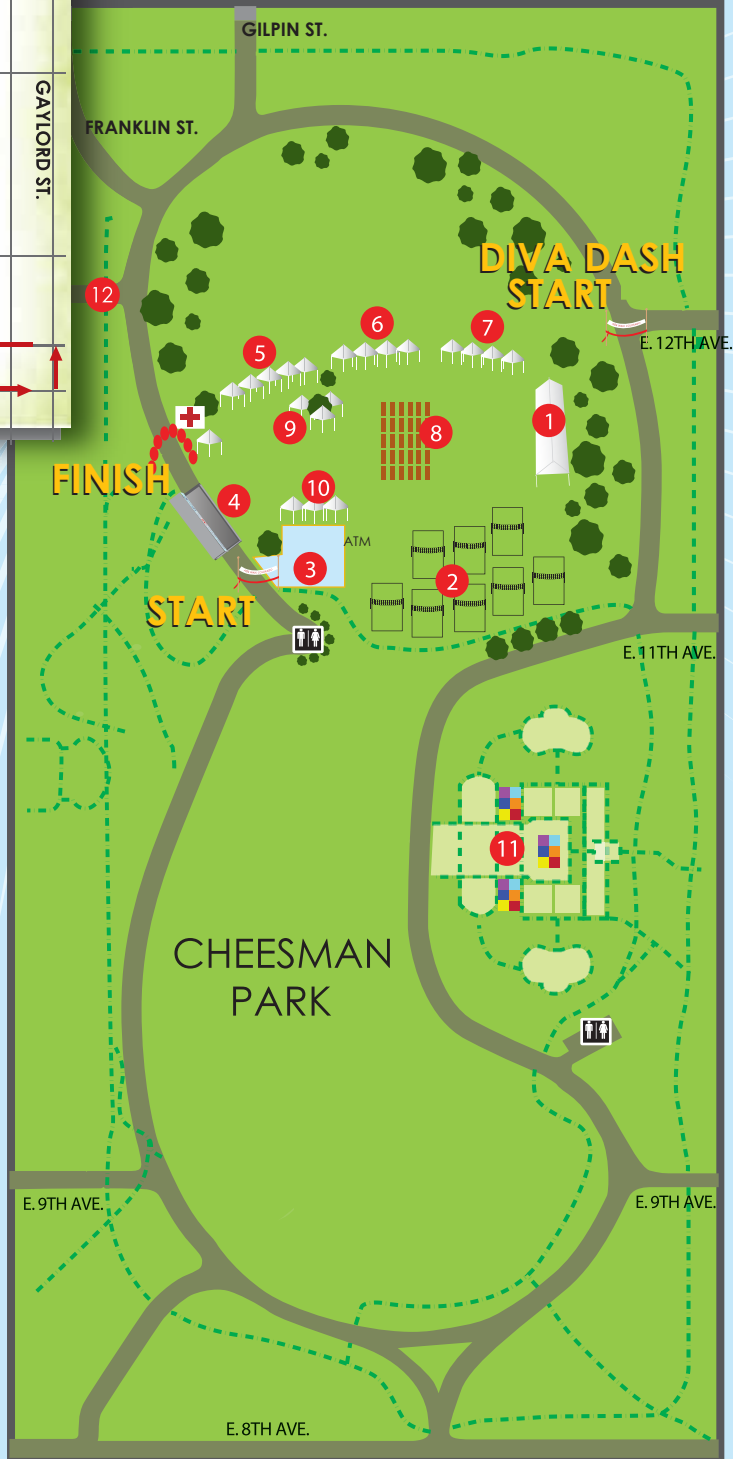 GILPIN ST.
GAYLORD ST.
FRANKLIN ST.
DIVA DASH
START
12
E. 12TH AVE.
6
7
5
1
9
8
FINISH
10
4
ATM
3
2
START
E. 11TH AVE.
11
CHEESMAN
PARK
E. 9TH AVE.
E. 9TH AVE.
E. 8TH AVE.